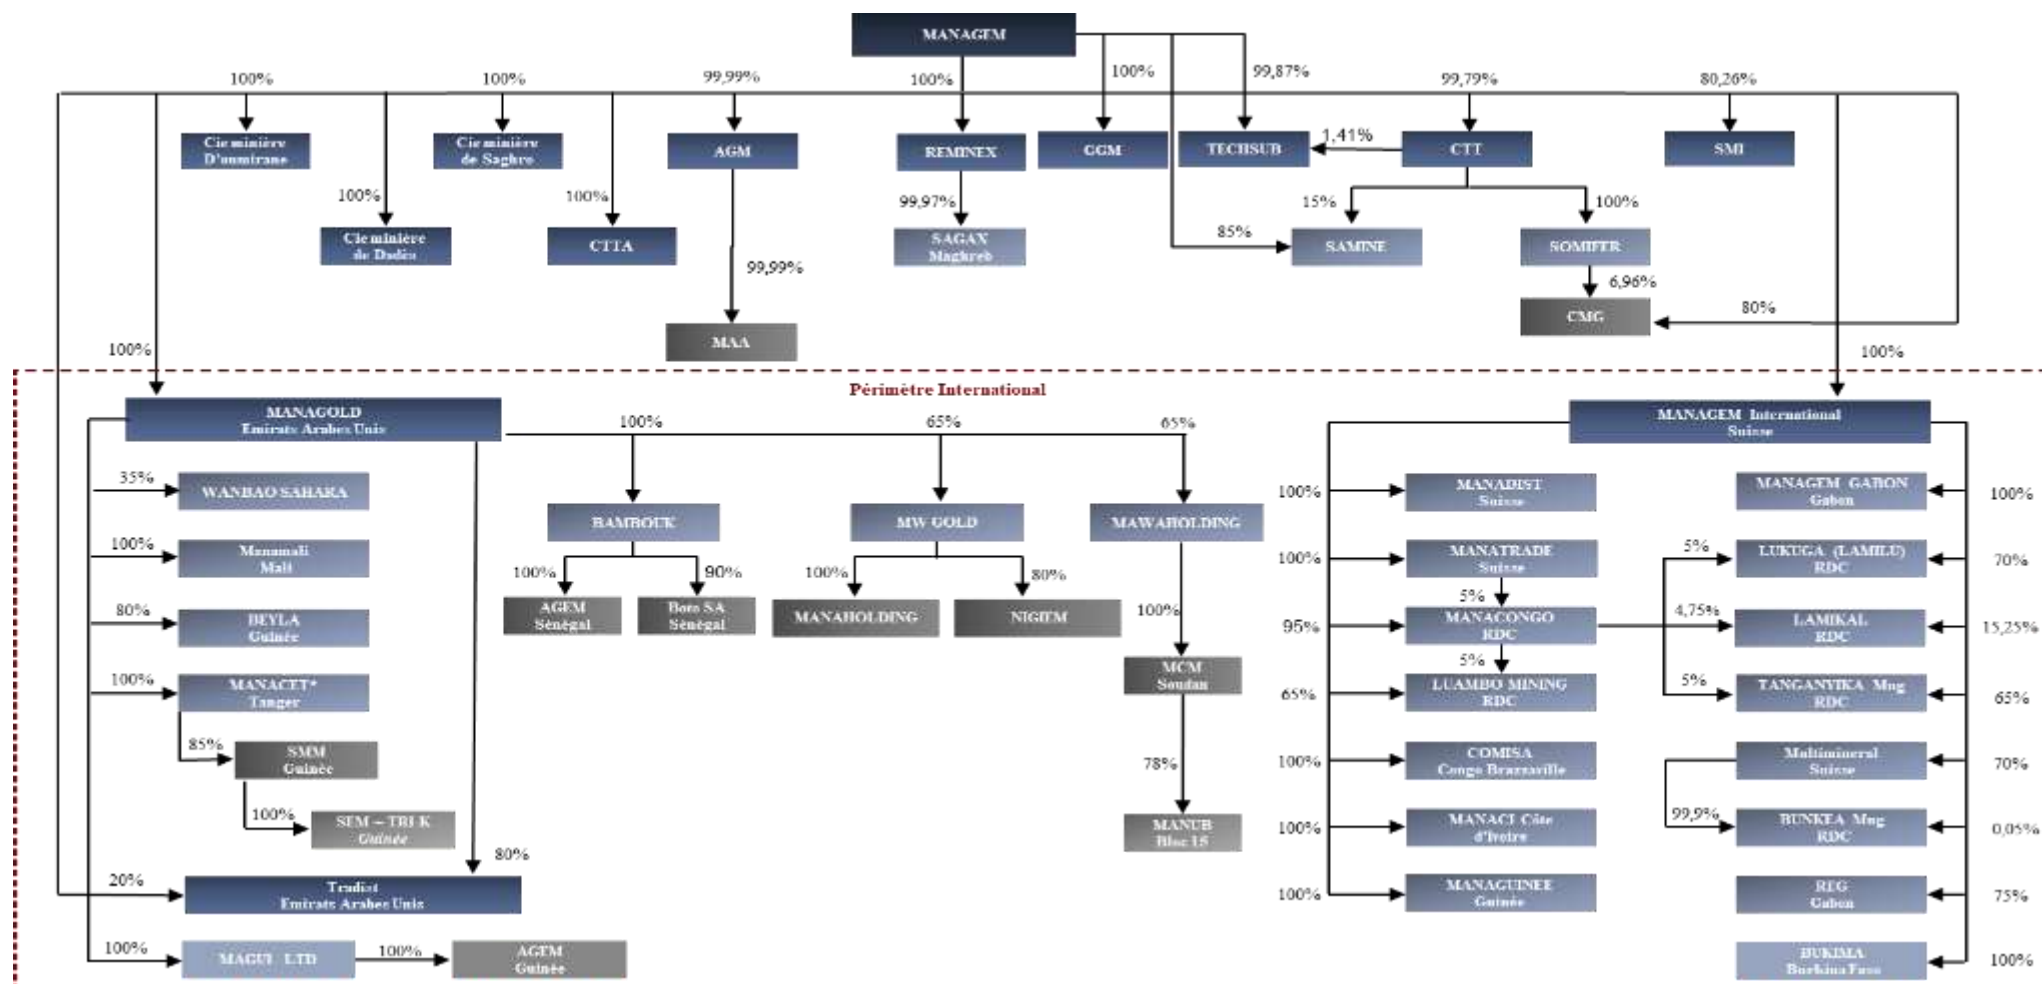 MANAGEM
100%
100%
99,99%
100%
100%
99,87%
99,79%
80,26%
Cie minière
D'oumirane
Cie minière
de Saghro
AGM
REMINEX
GGM
TECHSUB
1,41%
CTT
SMI
100%
100%
99,97%
15%
100%
Cie minière
de Dadès
CTTA
SAGAX
Maghreb
85%
SAMINE
SOMIFER
99,99%
6,96%
MAA
CMG
80%
100%
100%
Périmètre International
MANAGOLD
Emirats Arabes Unis
100%
65%
65%
MANAGEM International
Suisse
35%
WANBAO SAHARA
100%
MANADIST
Suisse
MANAGEM GABON
Gabon
100%
BAMBOUK
MW GOLD
MAWAHOLDING
100%
Manamali
Mali
100%
MANATRADE
Suisse
5%
LUKUGA (LAMILU)
RDC
70%
100%
90%
100%
80%
80%
BEYLA
Guinée
AGEM
Sénégal
Boto SA
Sénégal
MANAHOLDING
NIGIEM
100%
5%
95%
MANACONGO
RDC
4,75%
LAMIKAL
RDC
15,25%
100%
MANACET*
Tanger
MCM
Soudan
5%
65%
LUAMBO MINING
RDC
5%
TANGANYIKA Mng
RDC
65%
85%
SMM
Guinée
78%
100%
COMISA
Congo Brazzaville
Multimineral
Suisse
70%
100%
SEM – TRI K
Guinée
MANUB
Bloc 15
100%
MANACI Côte
d'Ivoire
99,9%
BUNKEA Mng
RDC
0,05%
80%
20%
Tradist
Emirats Arabes Unis
100%
MANAGUINEE
Guinée
REG
Gabon
75%
100%
MAGUI LTD
100%
AGEM
Guinée
BUKIMA
Burkina Faso
100%